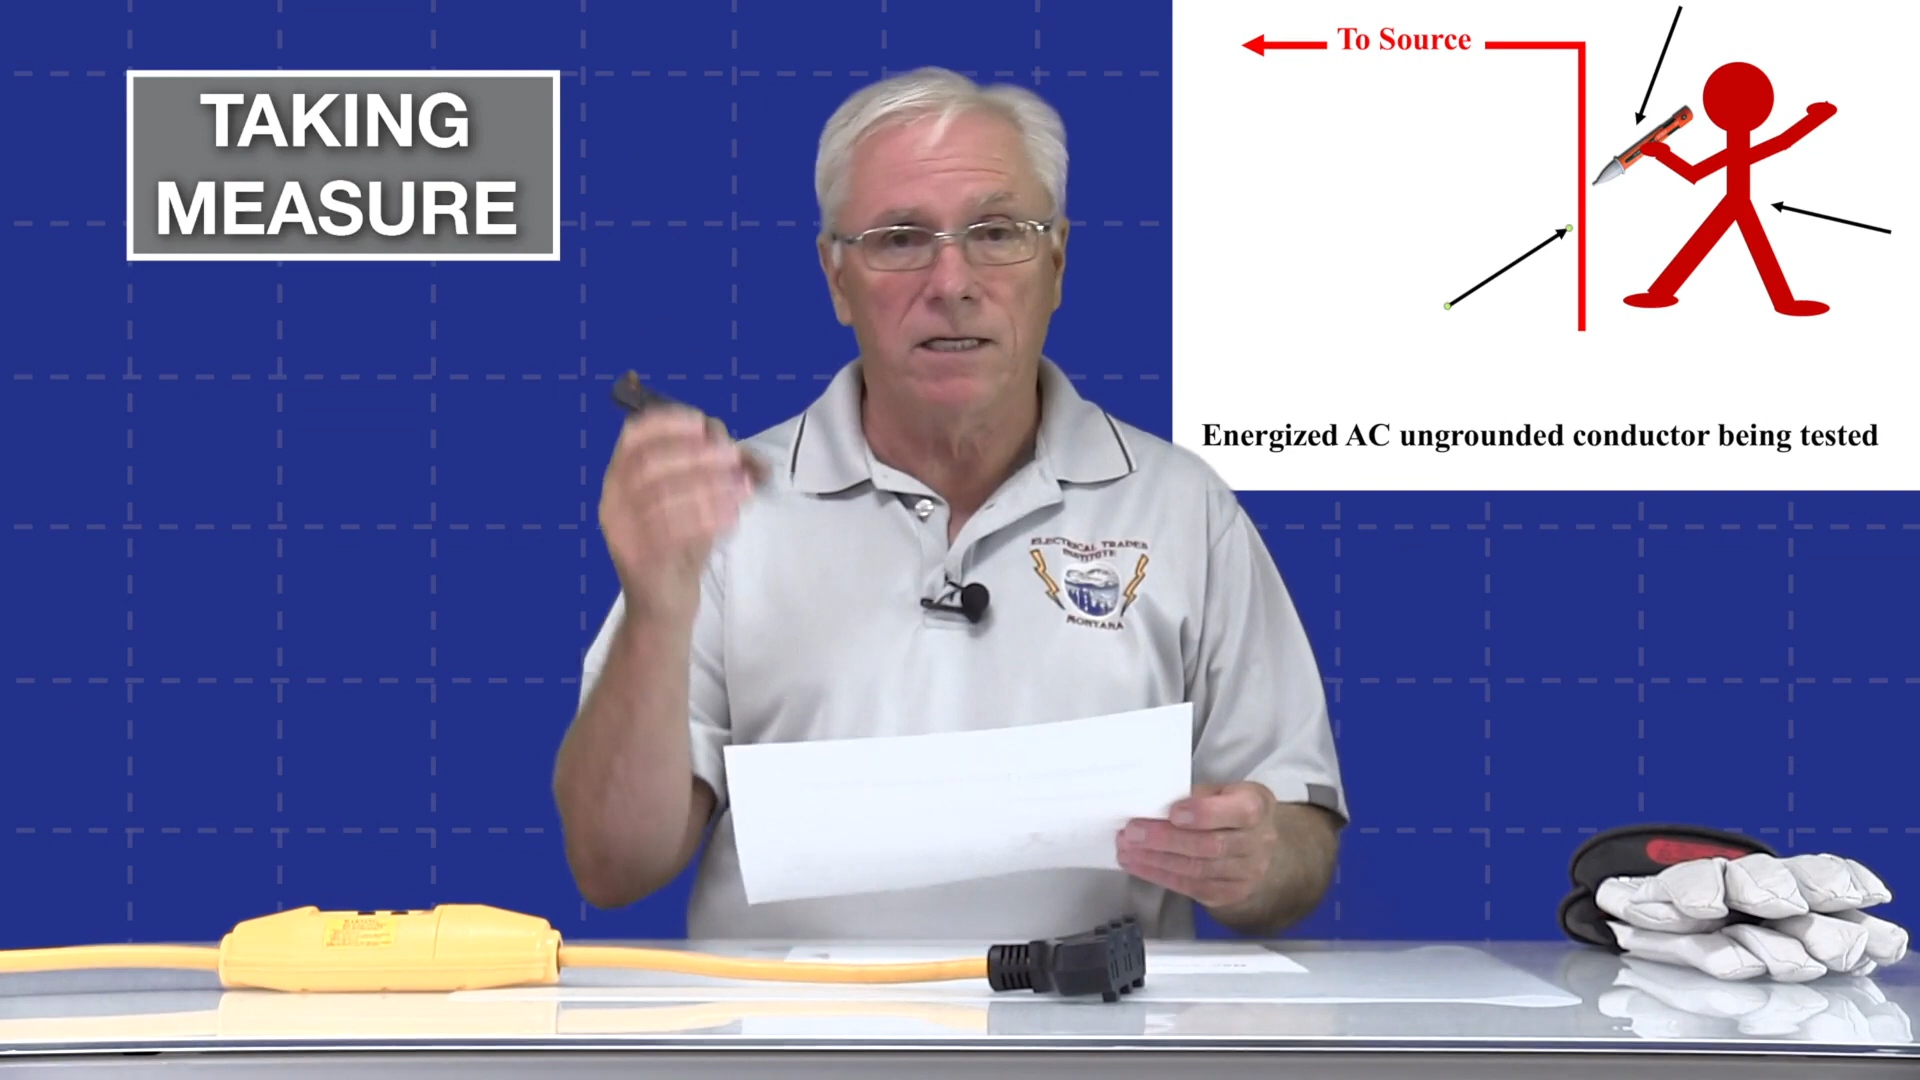 TAKING
MEASURE
To Source
Energized AC ungrounded conductor being tested
ELECTRICAL TRADES
INSTITUTE
MONTANA